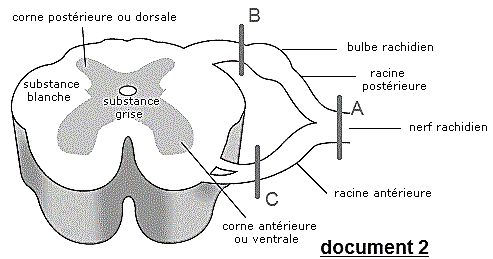 corne postérieure ou dorsale
B
bulbe rachidien
substance
blanche
substance
grise
racine
postérieure
A
nerf rachidien
racine antérieure
C
corne antérieure
ou ventrale
document 2